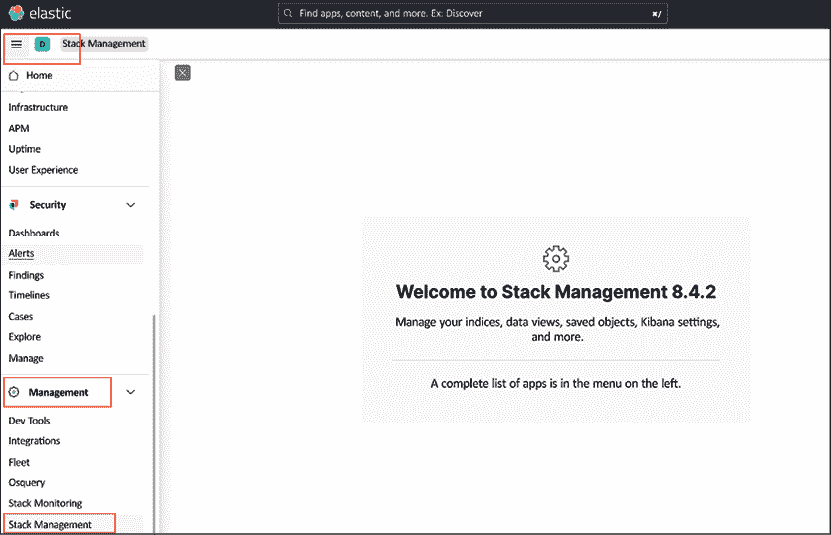 elastic
Find apps, content, and more. Ex: Discover
⌘/
D
Stack Management
Home
Infrastructure
APM
Uptime
User Experience
Security
Dashboards
Alerts
Findings
Timelines
Cases
Explore
Manage
Management
Dev Tools
Integrations
Fleet
Osquery
Stack Monitoring
Stack Management
Welcome to Stack Management 8.4.2
Manage your indices, data views, saved objects, Kibana settings,
and more.
A complete list of apps is in the menu on the left.